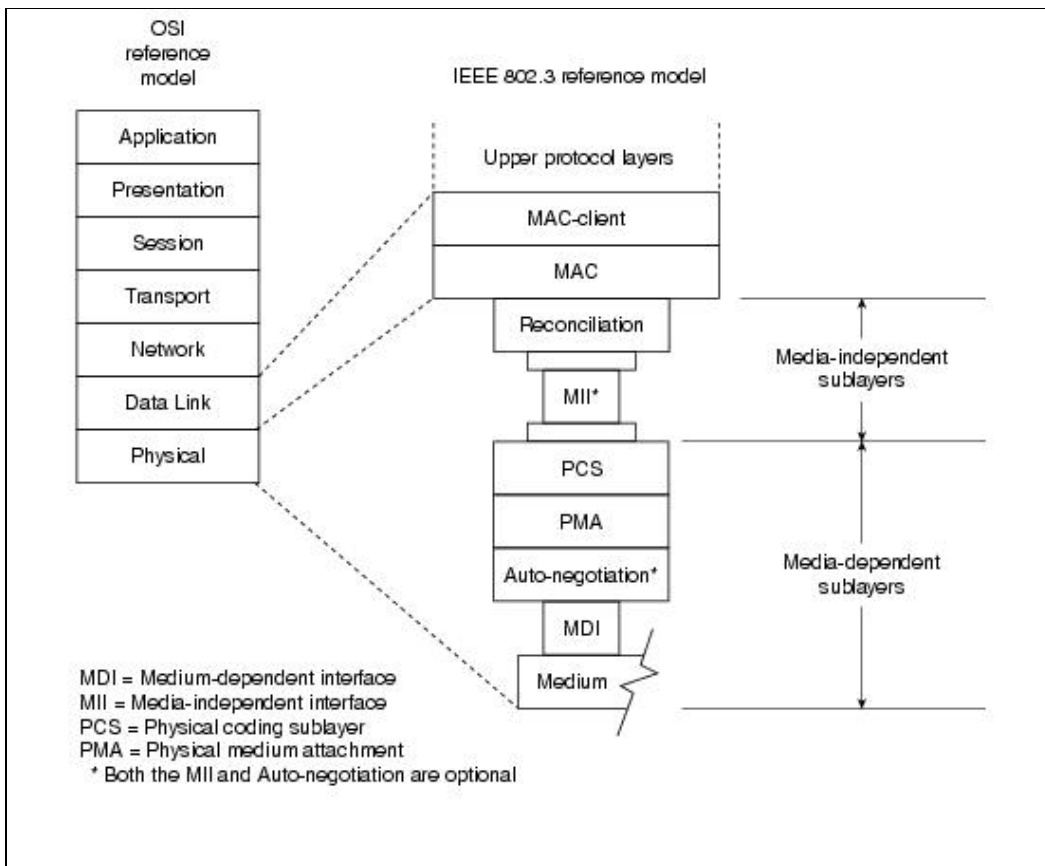 OSI
reference
model
IEEE 802.3 reference model
Application
Presentation
Session
Transport
Network
Data Link
Physical
Upper protocol layers
MAC-client
MAC
Reconciliation
MII*
PCS
PMA
Auto-negotiation*
MDI
Medium
Media-independent
sublayers
Media-dependent
sublayers
MDI = Medium-dependent interface
MII = Media-independent interface
PCS = Physical coding sublayer
PMA = Physical medium attachment
* Both the MII and Auto-negotiation are optional